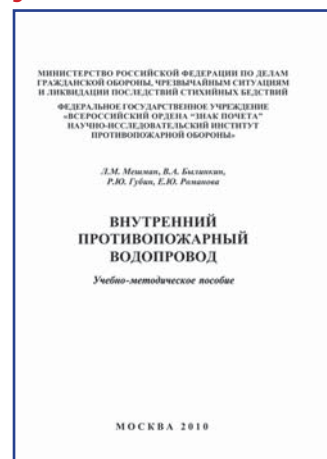 МИНИСТЕРСТВО РОССИЙСКОЙ ФЕДЕРАЦИИ ПО ДЕЛАМ
ГРАЖДАНСКОЙ ОБОРОНЫ, ЧРЕЗВЫЧАЙНЫМ СИТУАЦИЯМ
И ЛИКВИДАЦИИ ПОСЛЕДСТВИЙ СТИХИЙНЫХ БЕДСТВИЙ
ФЕДЕРАЛЬНОЕ ГОСУДАРСТВЕННОЕ УЧРЕЖДЕНИЕ
«ВСЕРОССИЙСКИЙ ОРДЕНА “ЗНАК ПОЧЕТА”
НАУЧНО-ИССЛЕДОВАТЕЛЬСКИЙ ИНСТИТУТ
ПРОТИВОПОЖАРНОЙ ОБОРОНЫ»
Л.М. Мешман, В.А. Былинкин,
Р.Ю. Губин, Е.Ю. Романова
ВНУТРЕННИЙ
ПРОТИВОПОЖАРНЫЙ
ВОДОПРОВОД
Учебно-методическое пособие
МОСКВА 2010